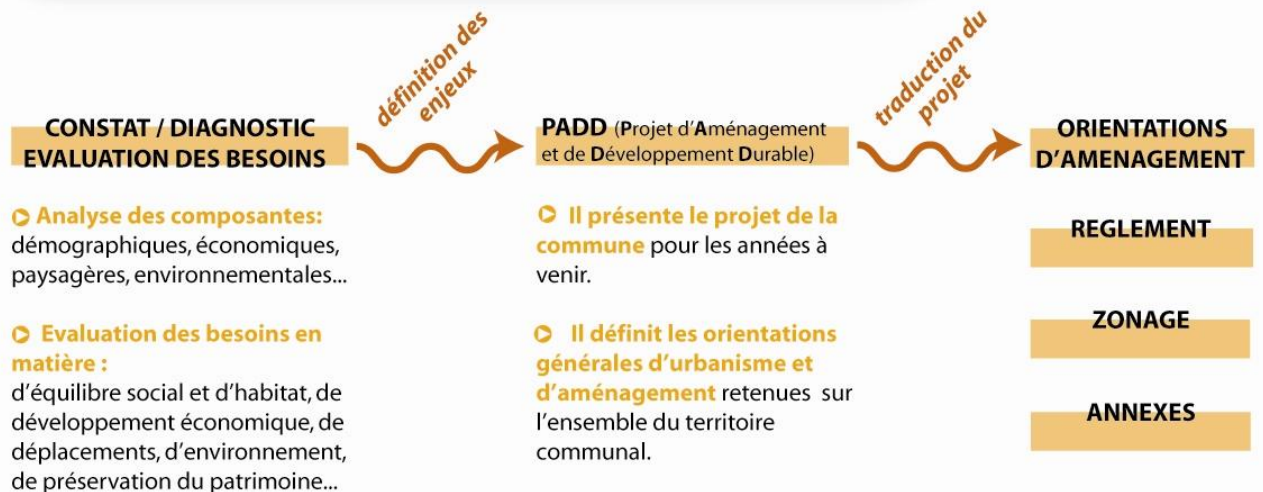 définition des
enjeux
traduction du
projet
CONSTAT / DIAGNOSTIC
EVALUATION DES BESOINS
Analyse des composantes:
démographiques, économiques,
paysagères, environnementales...
Evaluation des besoins en
matière :
d'équilibre social et d'habitat, de
développement économique, de
déplacements, d'environnement,
de préservation du patrimoine...
PADD (Projet d'Aménagement
et de Développement Durable)
Il présente le projet de la
commune pour les années à
venir.
Il définit les orientations
générales d'urbanisme et
d'aménagement retenues sur
l'ensemble du territoire
communal.
ORIENTATIONS
D'AMENAGEMENT
REGLEMENT
ZONAGE
ANNEXES